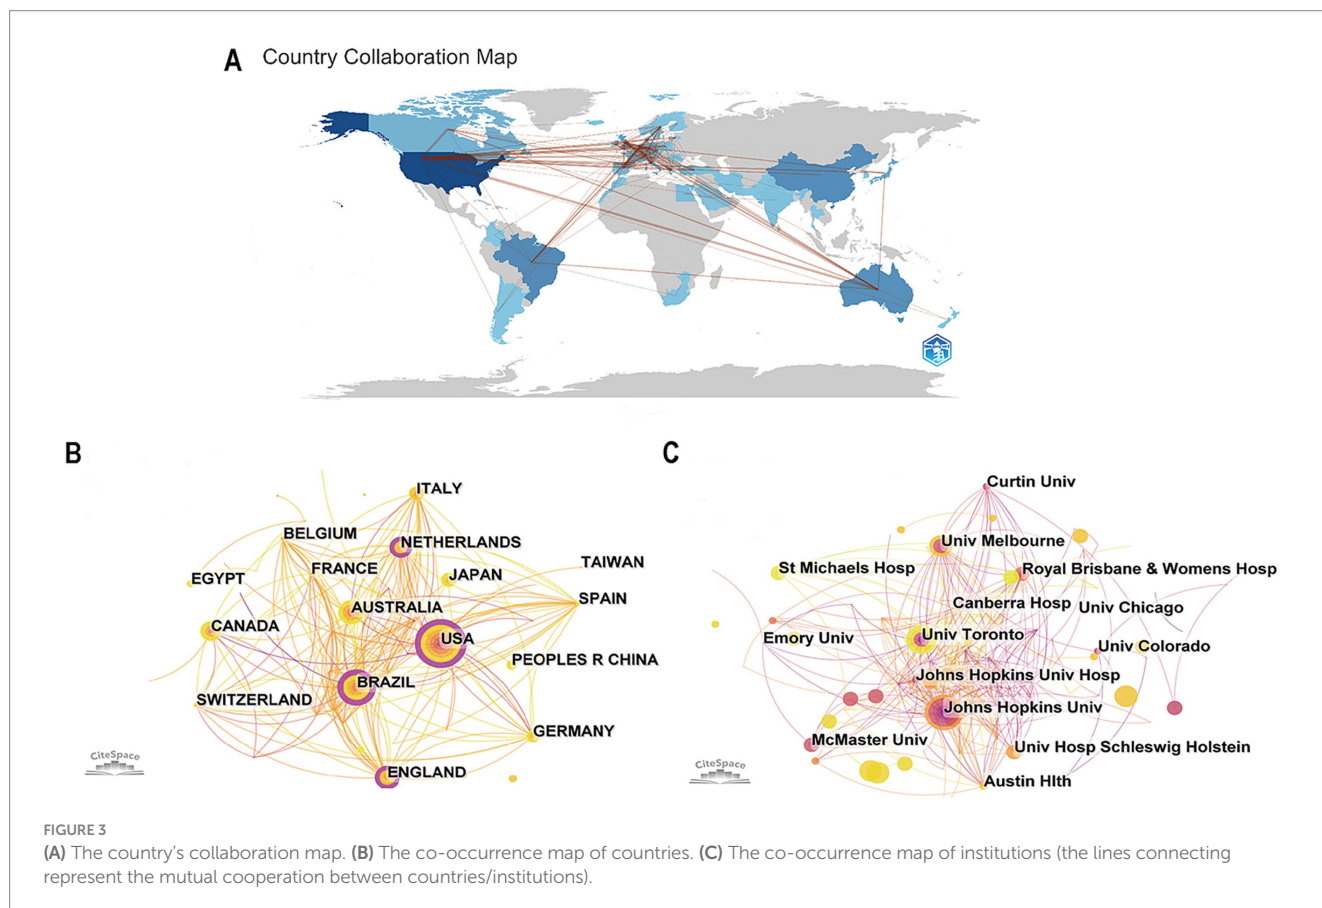 A Country Collaboration Map
B
ITALY
BELGIUM
NETHERLANDS
TAIWAN
FRANCE
JAPAN
EGYPT
SPAIN
AUSTRALIA
CANADA
USA
PEOPLES R CHINA
BRAZIL
SWITZERLAND
GERMANY
CiteSpace
ENGLAND
C
Curtin Univ
Univ Melbourne
St Michaels Hosp
Royal Brisbane & Womens Hosp
Canberra Hosp
Univ Chicago
Emory Univ
Univ Toronto
Univ Colorado
Johns Hopkins Univ Hosp
Johns Hopkins Univ
McMaster Univ
Univ Hosp Schleswig Holstein
CiteSpace
Austin Hlth
FIGURE 3
(A) The country's collaboration map. (B) The co-occurrence map of countries. (C) The co-occurrence map of institutions (the lines connecting
represent the mutual cooperation between countries/institutions).